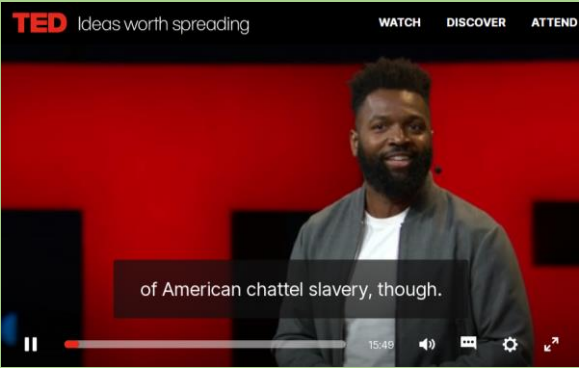 TED Ideas worth spreading WATCH DISCOVER ATTEND
of American chattel slavery, though.
15:49